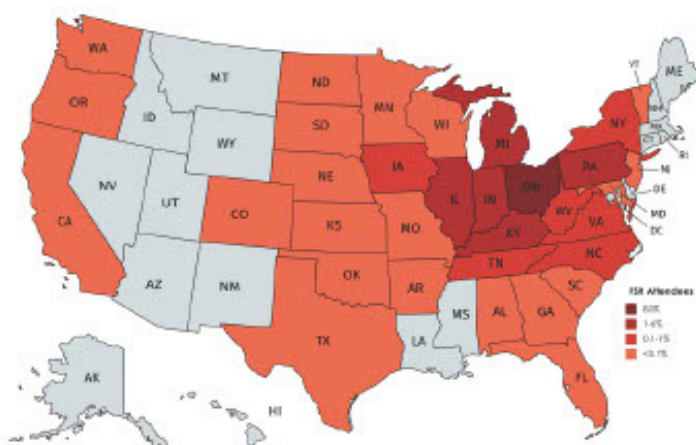 WA
MT
ND
MN
VT
ME
OR
ID
SD
WI
MI
NY
WY
RI
IA
PA
NJ
NV
NE
IL
IN
OH
DE
UT
CO
WV
VA
MD
CA
KS
MO
KY
DC
AZ
NM
OK
AR
TN
NC
TX
LA
MS
AL
GA
SC
FL
AK
HI
FSR Attendees
1-6%
0.1-1%
<0.1%